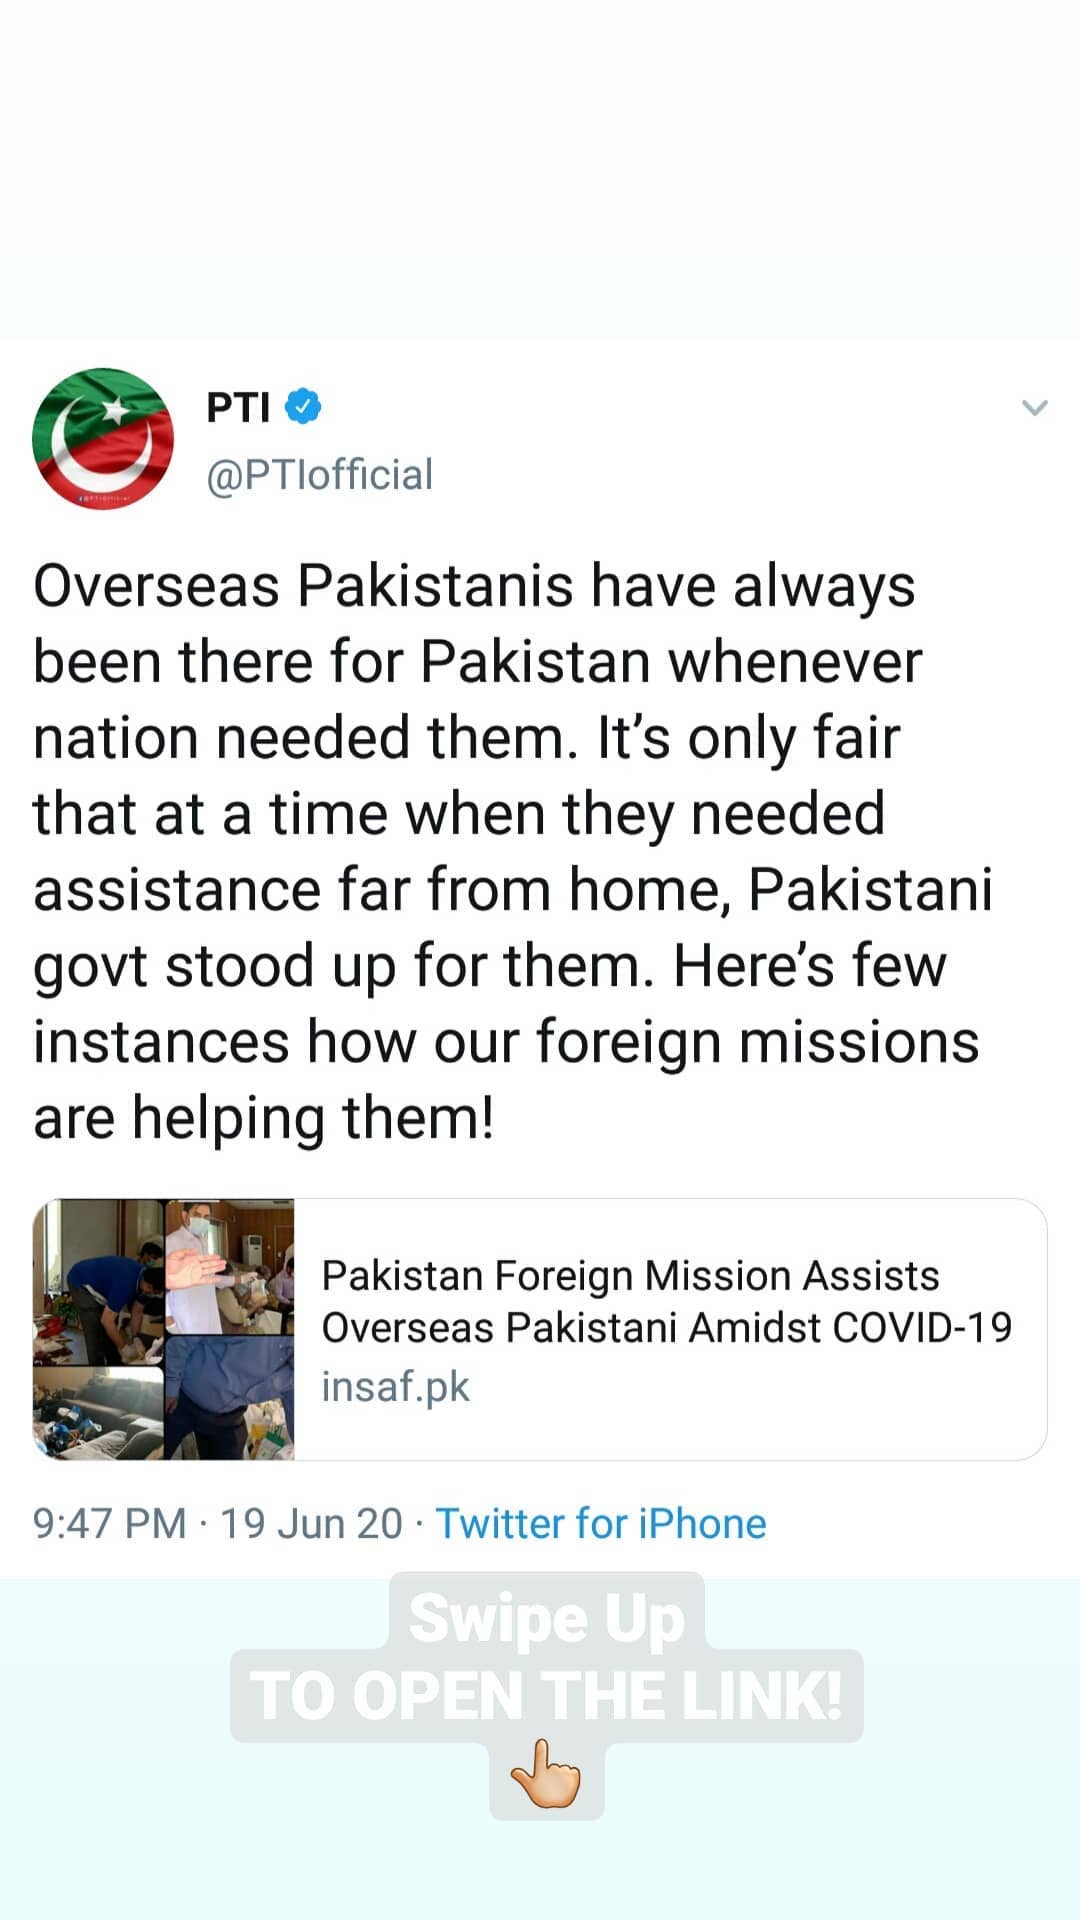 PTI
@PTIofficial
Overseas Pakistanis have always
been there for Pakistan whenever
nation needed them. It’s only fair
that at a time when they needed
assistance far from home, Pakistani
govt stood up for them. Here’s few
instances how our foreign missions
are helping them!
Pakistan Foreign Mission Assists
Overseas Pakistani Amidst COVID-19
insaf.pk
9:47 PM · 19 Jun 20 · Twitter for iPhone
Swipe Up
TO OPEN THE LINK!